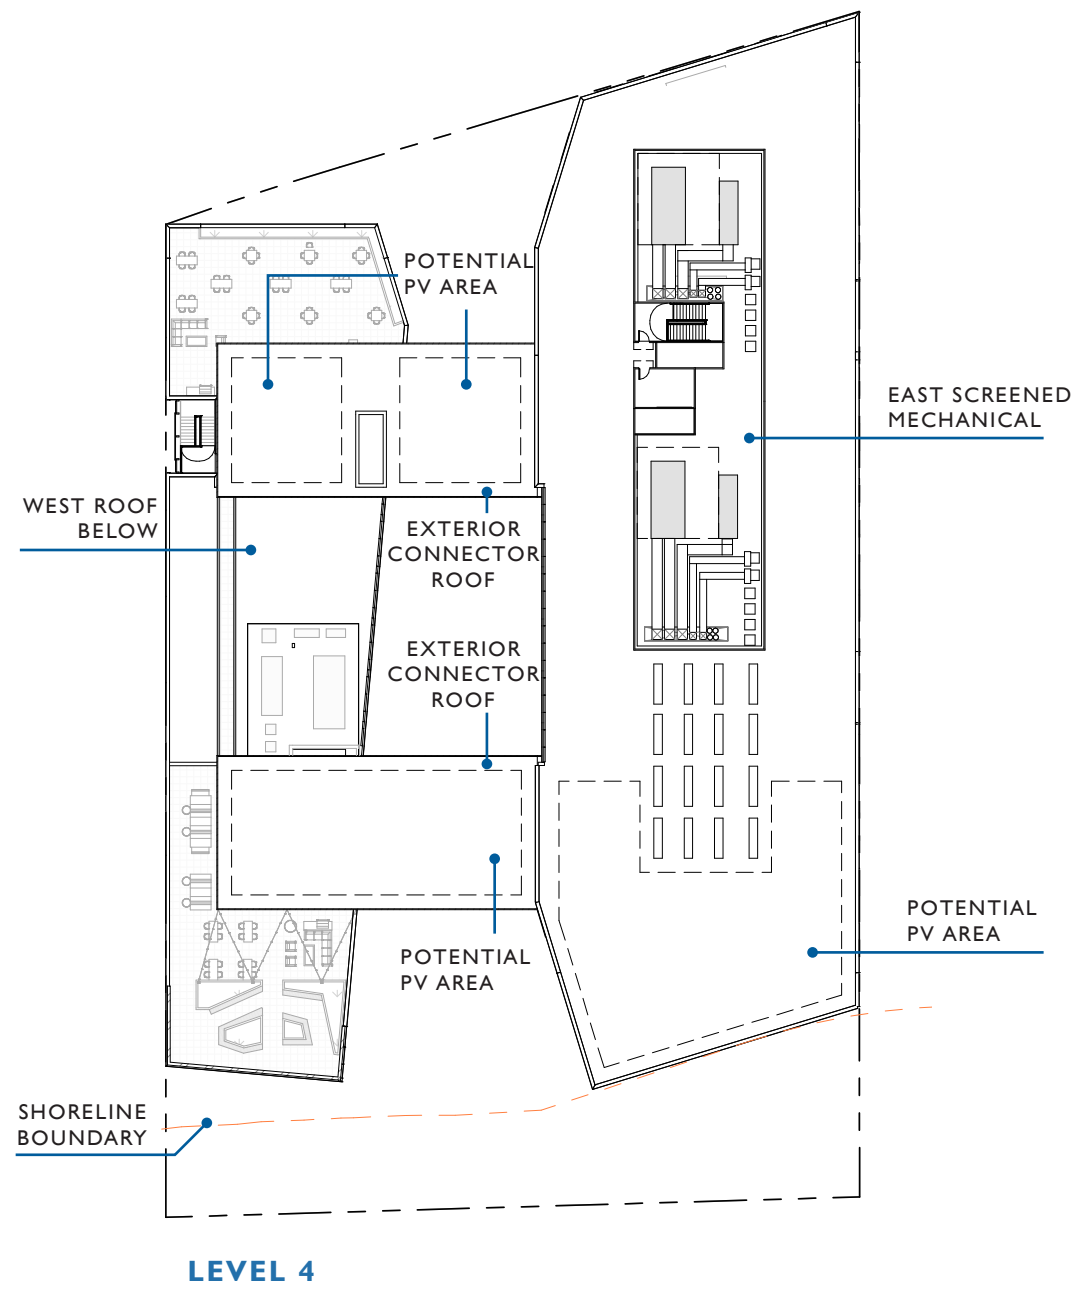 POTENTIAL
PV AREA
EAST SCREENED
MECHANICAL
WEST ROOF
BELOW
EXTERIOR
CONNECTOR
ROOF
EXTERIOR
CONNECTOR
ROOF
POTENTIAL
PV AREA
POTENTIAL
PV AREA
SHORELINE
BOUNDARY
LEVEL 4